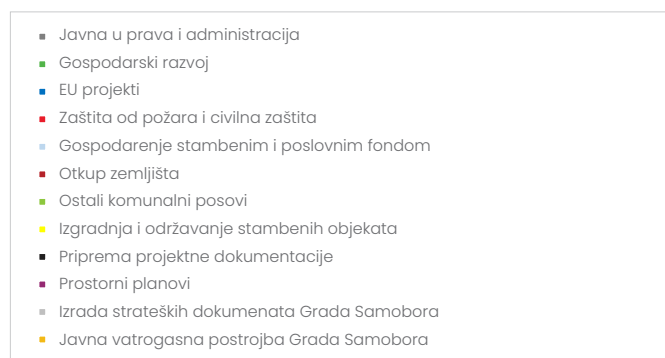 Javna u prava i administracija
Gospodarski razvoj
EU projekti
Zaštita od požara i civilna zaštita
Gospodarenje stambenim i poslovnim fondom
Otkup zemljišta
Ostali komunalni posovi
Izgradnja i održavanje stambenih objekata
Priprema projektne dokumentacije
Prostorni planovi
Izrada strateških dokumenata Grada Samobora
Javna vatrogasna postrojba Grada Samobora